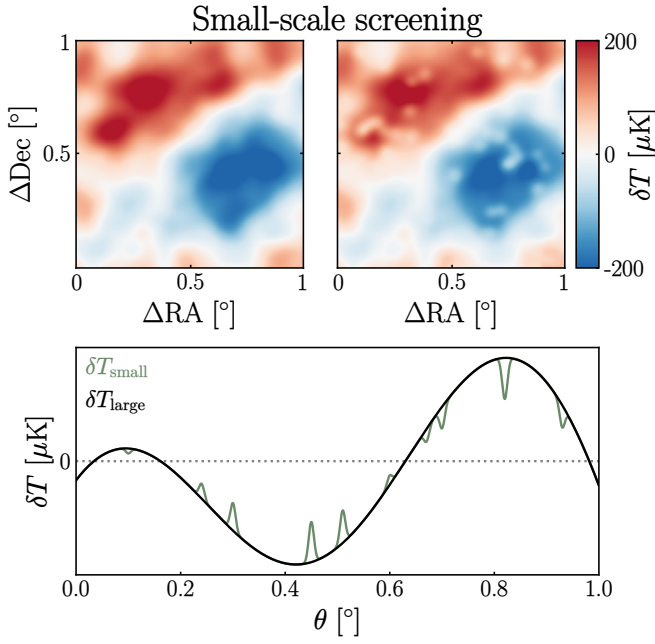 Small-scale screening
ΔDec [°]
1
0.5
0
0.5
1
ΔRA [°]
0
0.5
1
ΔRA [°]
200
0
-200
δT [μK]
δT_small
δT_large
δT [μK]
0
0.0
0.2
0.4
0.6
0.8
1.0
θ [°]